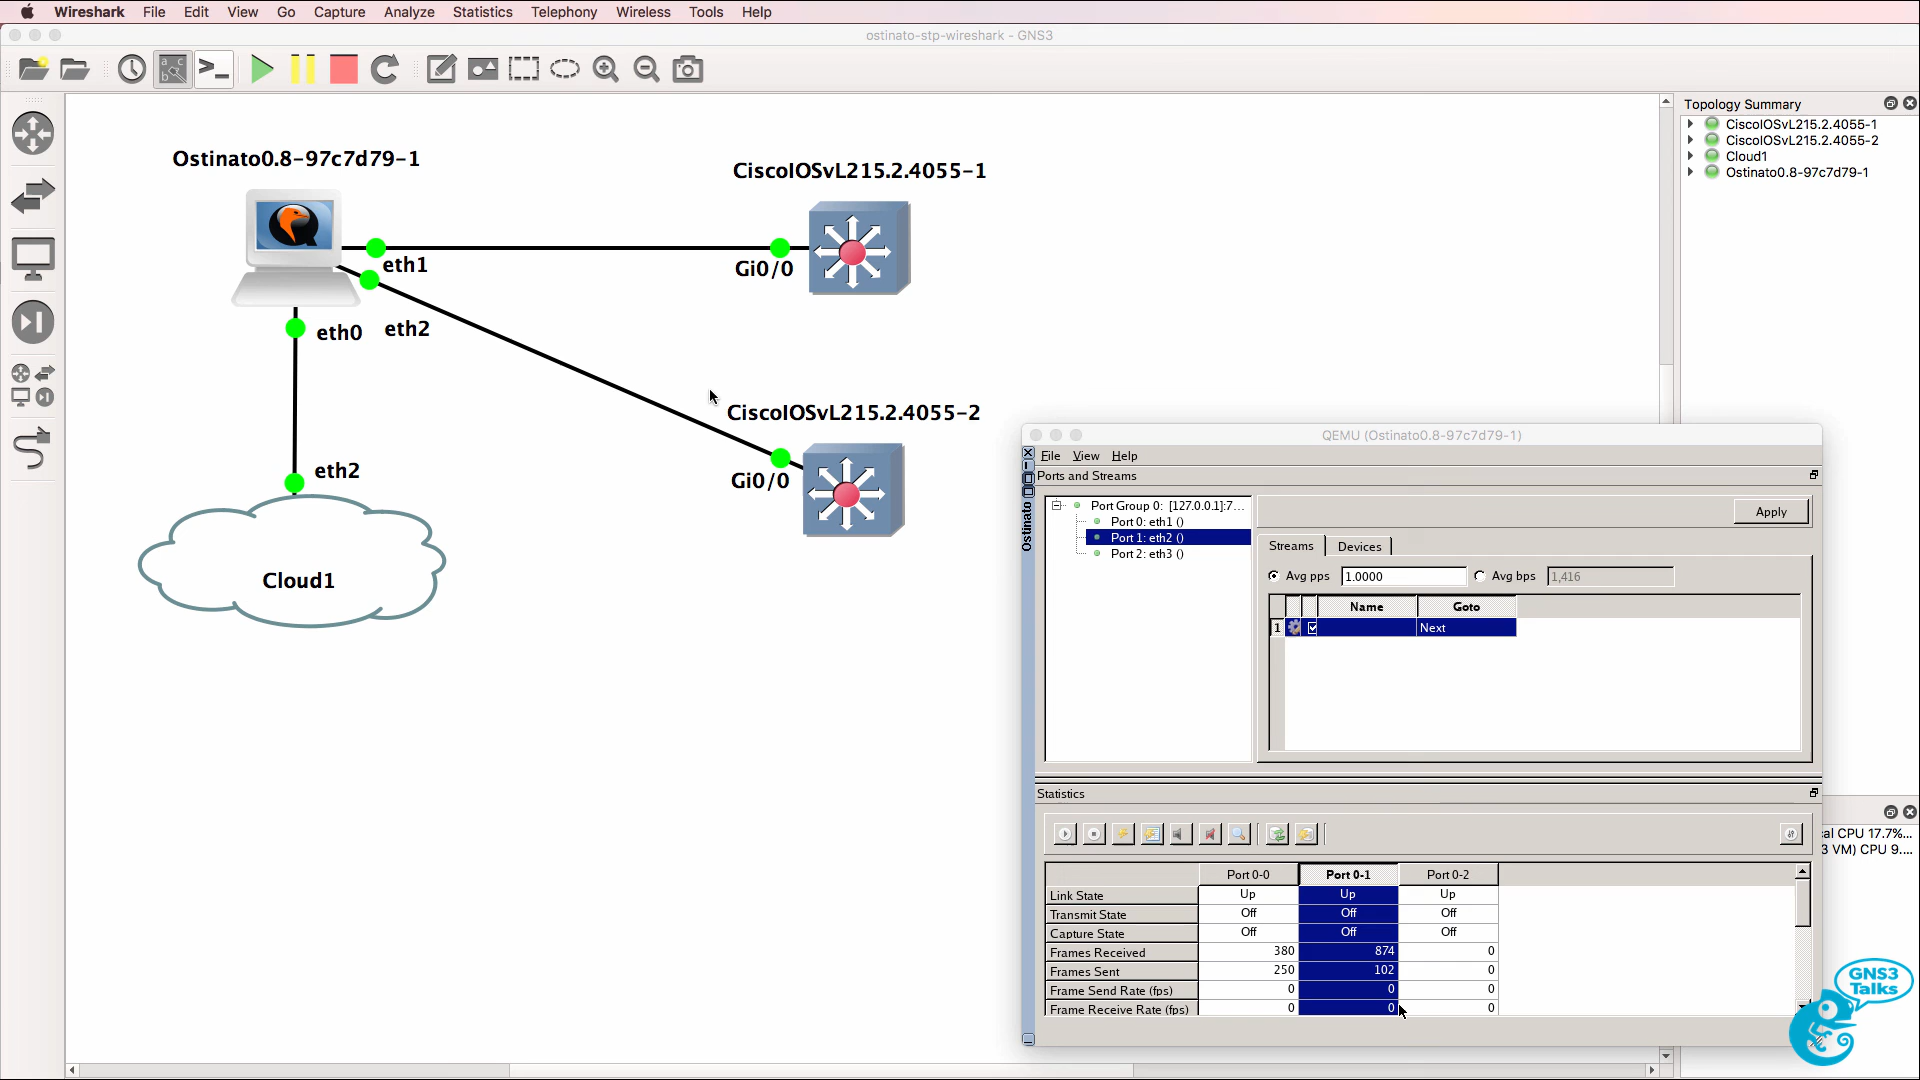 Wireshark File Edit View Go Capture Analyze Statistics Telephony Wireless Tools Help
ostinato-stp-wireshark - GNS3
Topology Summary
CiscoIOSvL215.2.4055-1
CiscoIOSvL215.2.4055-2
Cloud1
Ostinato0.8-97c7d79-1
Ostinato0.8-97c7d79-1
CiscoIOSvL215.2.4055-1
eth1
Gi0/0
eth0
eth2
CiscoIOSvL215.2.4055-2
eth2
Gi0/0
Cloud1
QEMU (Ostinato0.8-97c7d79-1)
File View Help
Ostinato
Ports and Streams
Port Group 0: [127.0.0.1]:7...
Port 0: eth1 ()
Port 1: eth2 ()
Port 2: eth3 ()
Apply
Streams Devices
Avg pps 1.0000 Avg bps 1,416
Name Goto
1 Next
Statistics
Port 0-0 Port 0-1 Port 0-2
Link State Up Up Up
Transmit State Off Off Off
Capture State Off Off Off
Frames Received 380 874 0
Frames Sent 250 102 0
Frame Send Rate (fps) 0 0 0
Frame Receive Rate (fps) 0 0 0
al CPU 17.7%...
3 VM) CPU 9....
GNS3
Talks